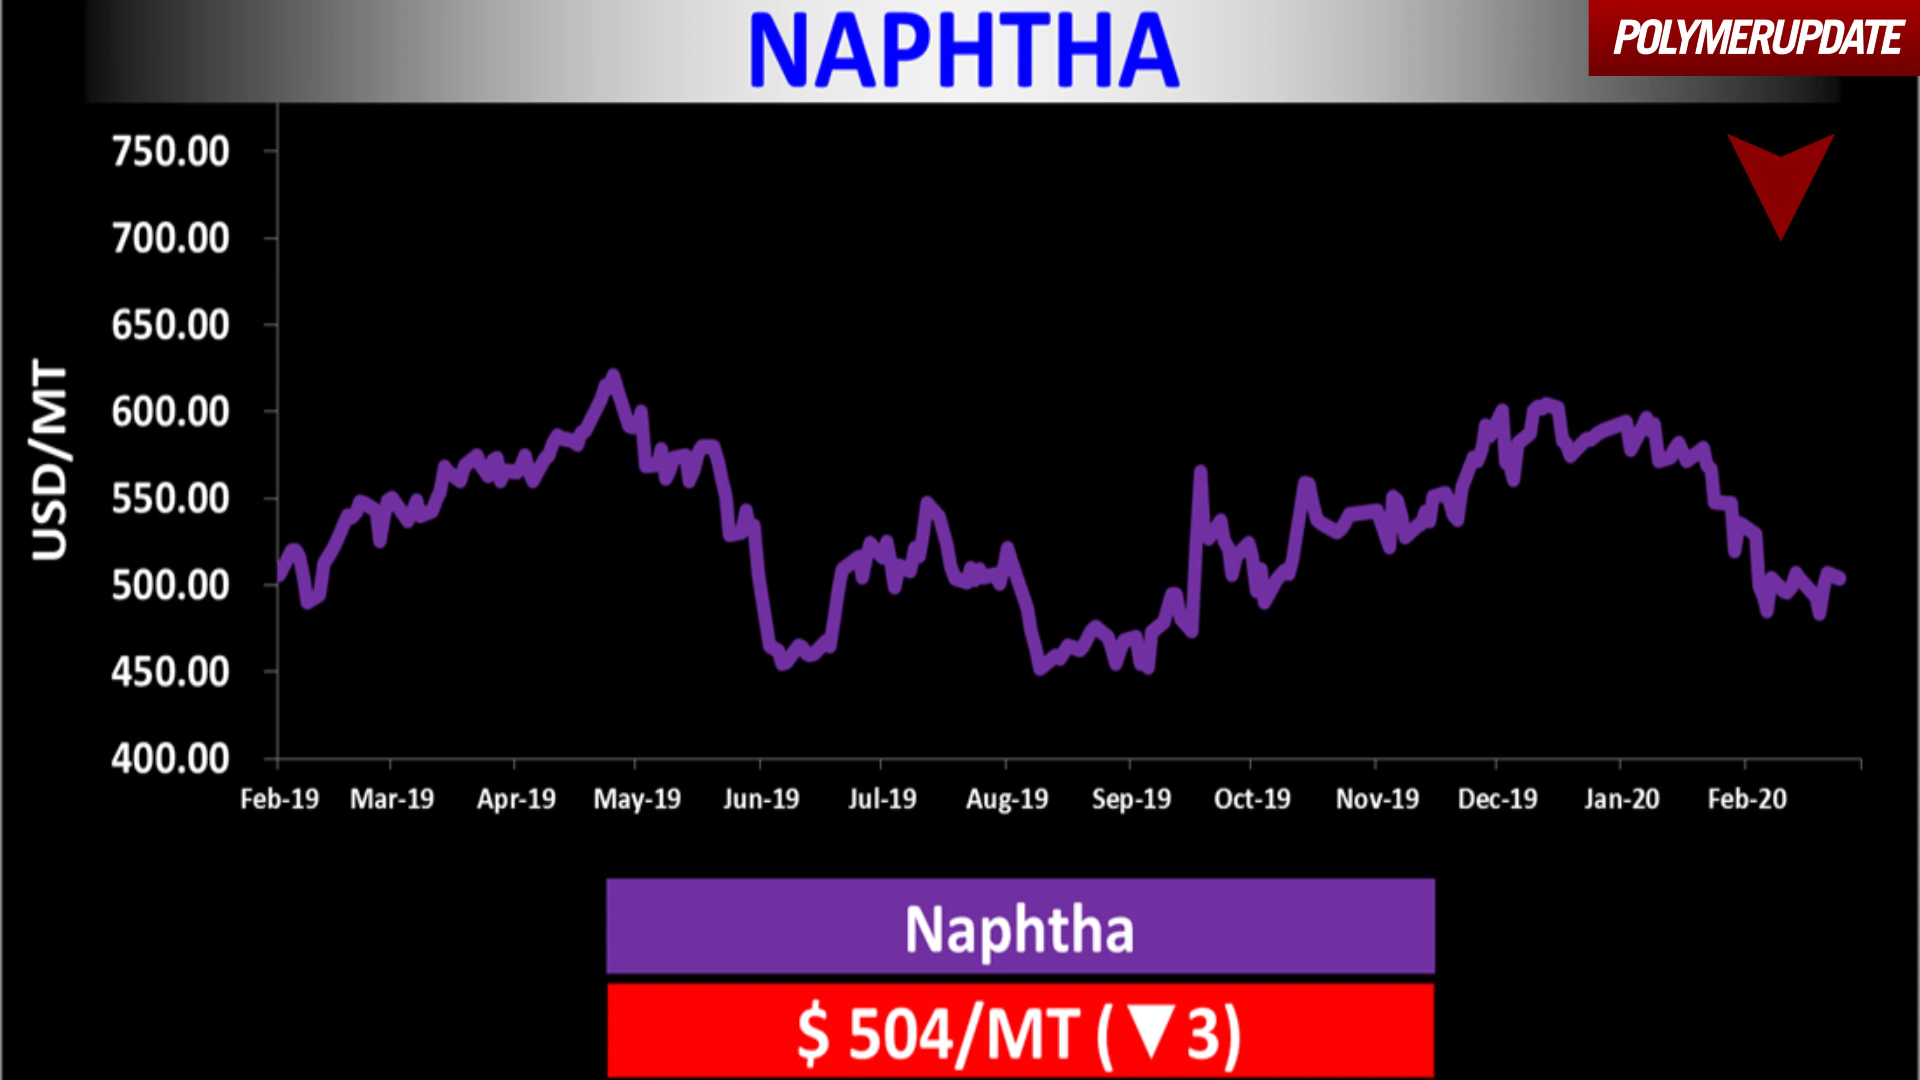 NAPHTHA
POLYMERUPDATE
750.00
700.00
650.00
600.00
550.00
500.00
450.00
400.00
USD/MT
Feb-19 Mar-19 Apr-19 May-19 Jun-19 Jul-19 Aug-19 Sep-19 Oct-19 Nov-19 Dec-19 Jan-20 Feb-20
Naphtha
$ 504/MT (▼3)